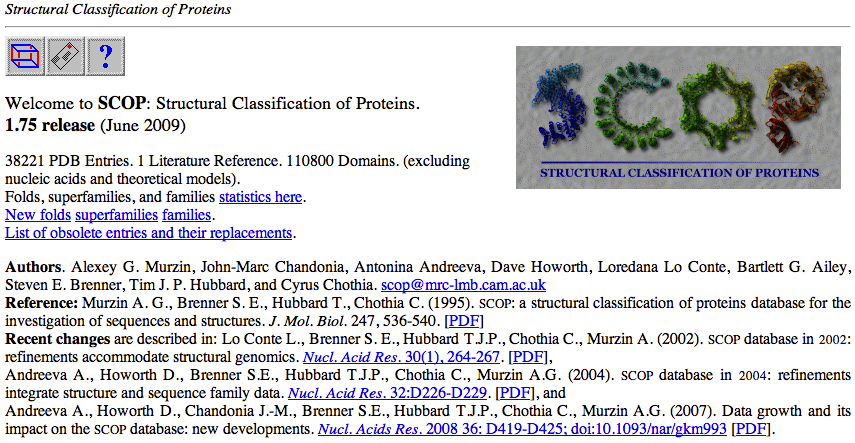 Structural Classification of Proteins
?
SCOP
STRUCTURAL CLASSIFICATION OF PROTEINS
Welcome to SCOP: Structural Classification of Proteins.
1.75 release (June 2009)
38221 PDB Entries. 1 Literature Reference. 110800 Domains. (excluding
nucleic acids and theoretical models).
Folds, superfamilies, and families statistics here.
New folds superfamilies families.
List of obsolete entries and their replacements.
Authors. Alexey G. Murzin, John-Marc Chandonia, Antonina Andreeva, Dave Howorth, Loredana Lo Conte, Bartlett G. Ailey,
Steven E. Brenner, Tim J. P. Hubbard, and Cyrus Chothia. scop@mrc-lmb.cam.ac.uk
Reference: Murzin A. G., Brenner S. E., Hubbard T., Chothia C. (1995). SCOP: a structural classification of proteins database for the
investigation of sequences and structures. J. Mol. Biol. 247, 536-540. [PDF]
Recent changes are described in: Lo Conte L., Brenner S. E., Hubbard T.J.P., Chothia C., Murzin A. (2002). SCOP database in 2002:
refinements accommodate structural genomics. Nucl. Acid Res. 30(1), 264-267. [PDF],
Andreeva A., Howorth D., Brenner S.E., Hubbard T.J.P., Chothia C., Murzin A.G. (2004). SCOP database in 2004: refinements
integrate structure and sequence family data. Nucl. Acid Res. 32:D226-D229. [PDF], and
Andreeva A., Howorth D., Chandonia J.-M., Brenner S.E., Hubbard T.J.P., Chothia C., Murzin A.G. (2007). Data growth and its
impact on the SCOP database: new developments. Nucl. Acids Res. 2008 36: D419-D425; doi:10.1093/nar/gkm993 [PDF].